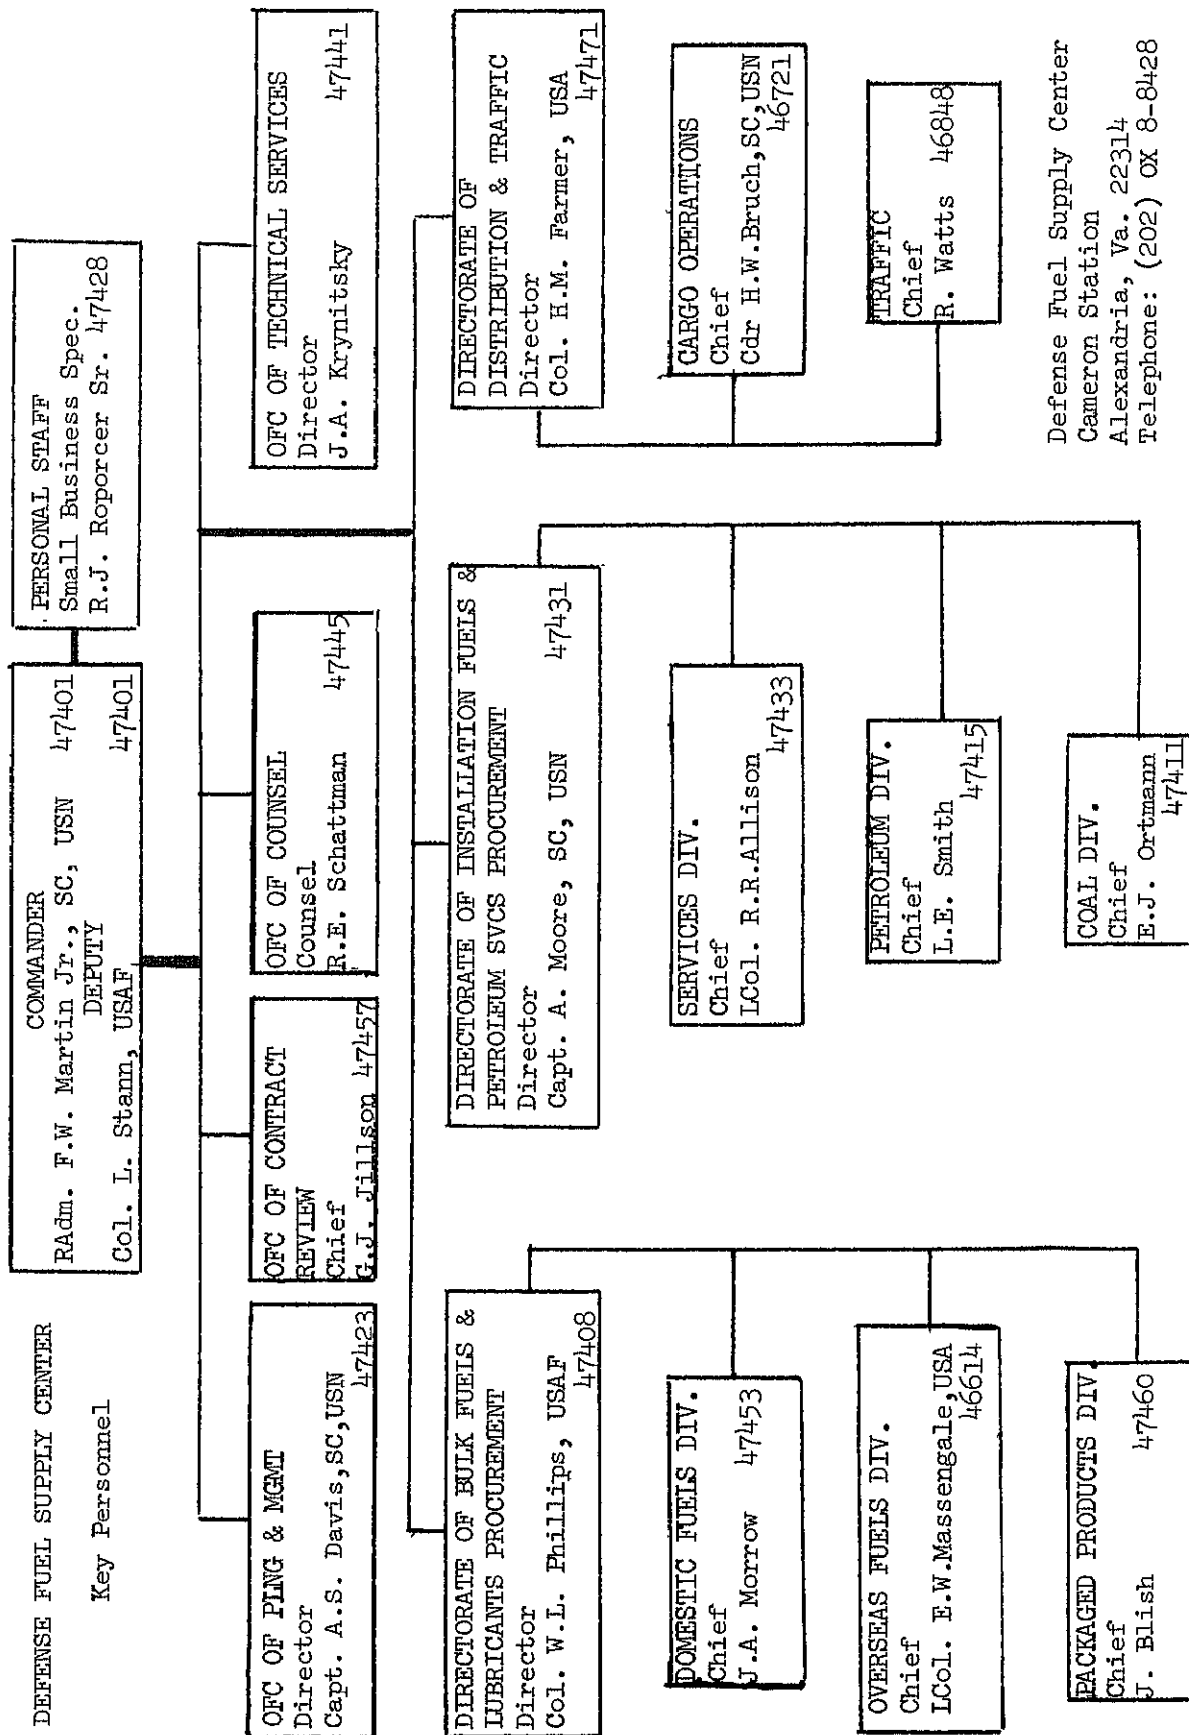 DEFENSE FUEL SUPPLY CENTER
Key Personnel
COMMANDER
RAdm. F.W. Martin Jr., SC, USN 47401
DEPUTY
Col. L. Stann, USAF 47401
PERSONAL STAFF
Small Business Spec.
R.J. Roporcer Sr. 47428
OFC OF PLNG & MGMT
Director
Capt. A.S. Davis,SC,USN
47423
OFC OF CONTRACT
REVIEW
Chief
G.J. Jillson 47457
OFC OF COUNSEL
Counsel
R.E. Schattman 47445
OFC OF TECHNICAL SERVICES
Director
J.A. Krynitsky 47441
DIRECTORATE OF BULK FUELS &
LUBRICANTS PROCUREMENT
Director
Col. W.L. Phillips, USAF
47408
DOMESTIC FUELS DIV.
Chief
J.A. Morrow 47453
OVERSEAS FUELS DIV.
Chief
LCol. E.W.Massengale,USA
46614
PACKAGED PRODUCTS DIV.
Chief
J. Blish 47460
DIRECTORATE OF INSTALLATION FUELS &
PETROLEUM SVCS PROCUREMENT
Director
Capt. A. Moore, SC, USN 47431
SERVICES DIV.
Chief
LCol. R.R.Allison
47433
PETROLEUM DIV.
Chief
L.E. Smith
47415
COAL DIV.
Chief
E.J. Ortmann
47411
DIRECTORATE OF
DISTRIBUTION & TRAFFIC
Director
Col. H.M. Farmer, USA
47471
CARGO OPERATIONS
Chief
Cdr H.W.Bruch,SC,USN
46721
TRAFFIC
Chief
R. Watts 46848
Defense Fuel Supply Center
Cameron Station
Alexandria, Va. 22314
Telephone: (202) OX 8-8428